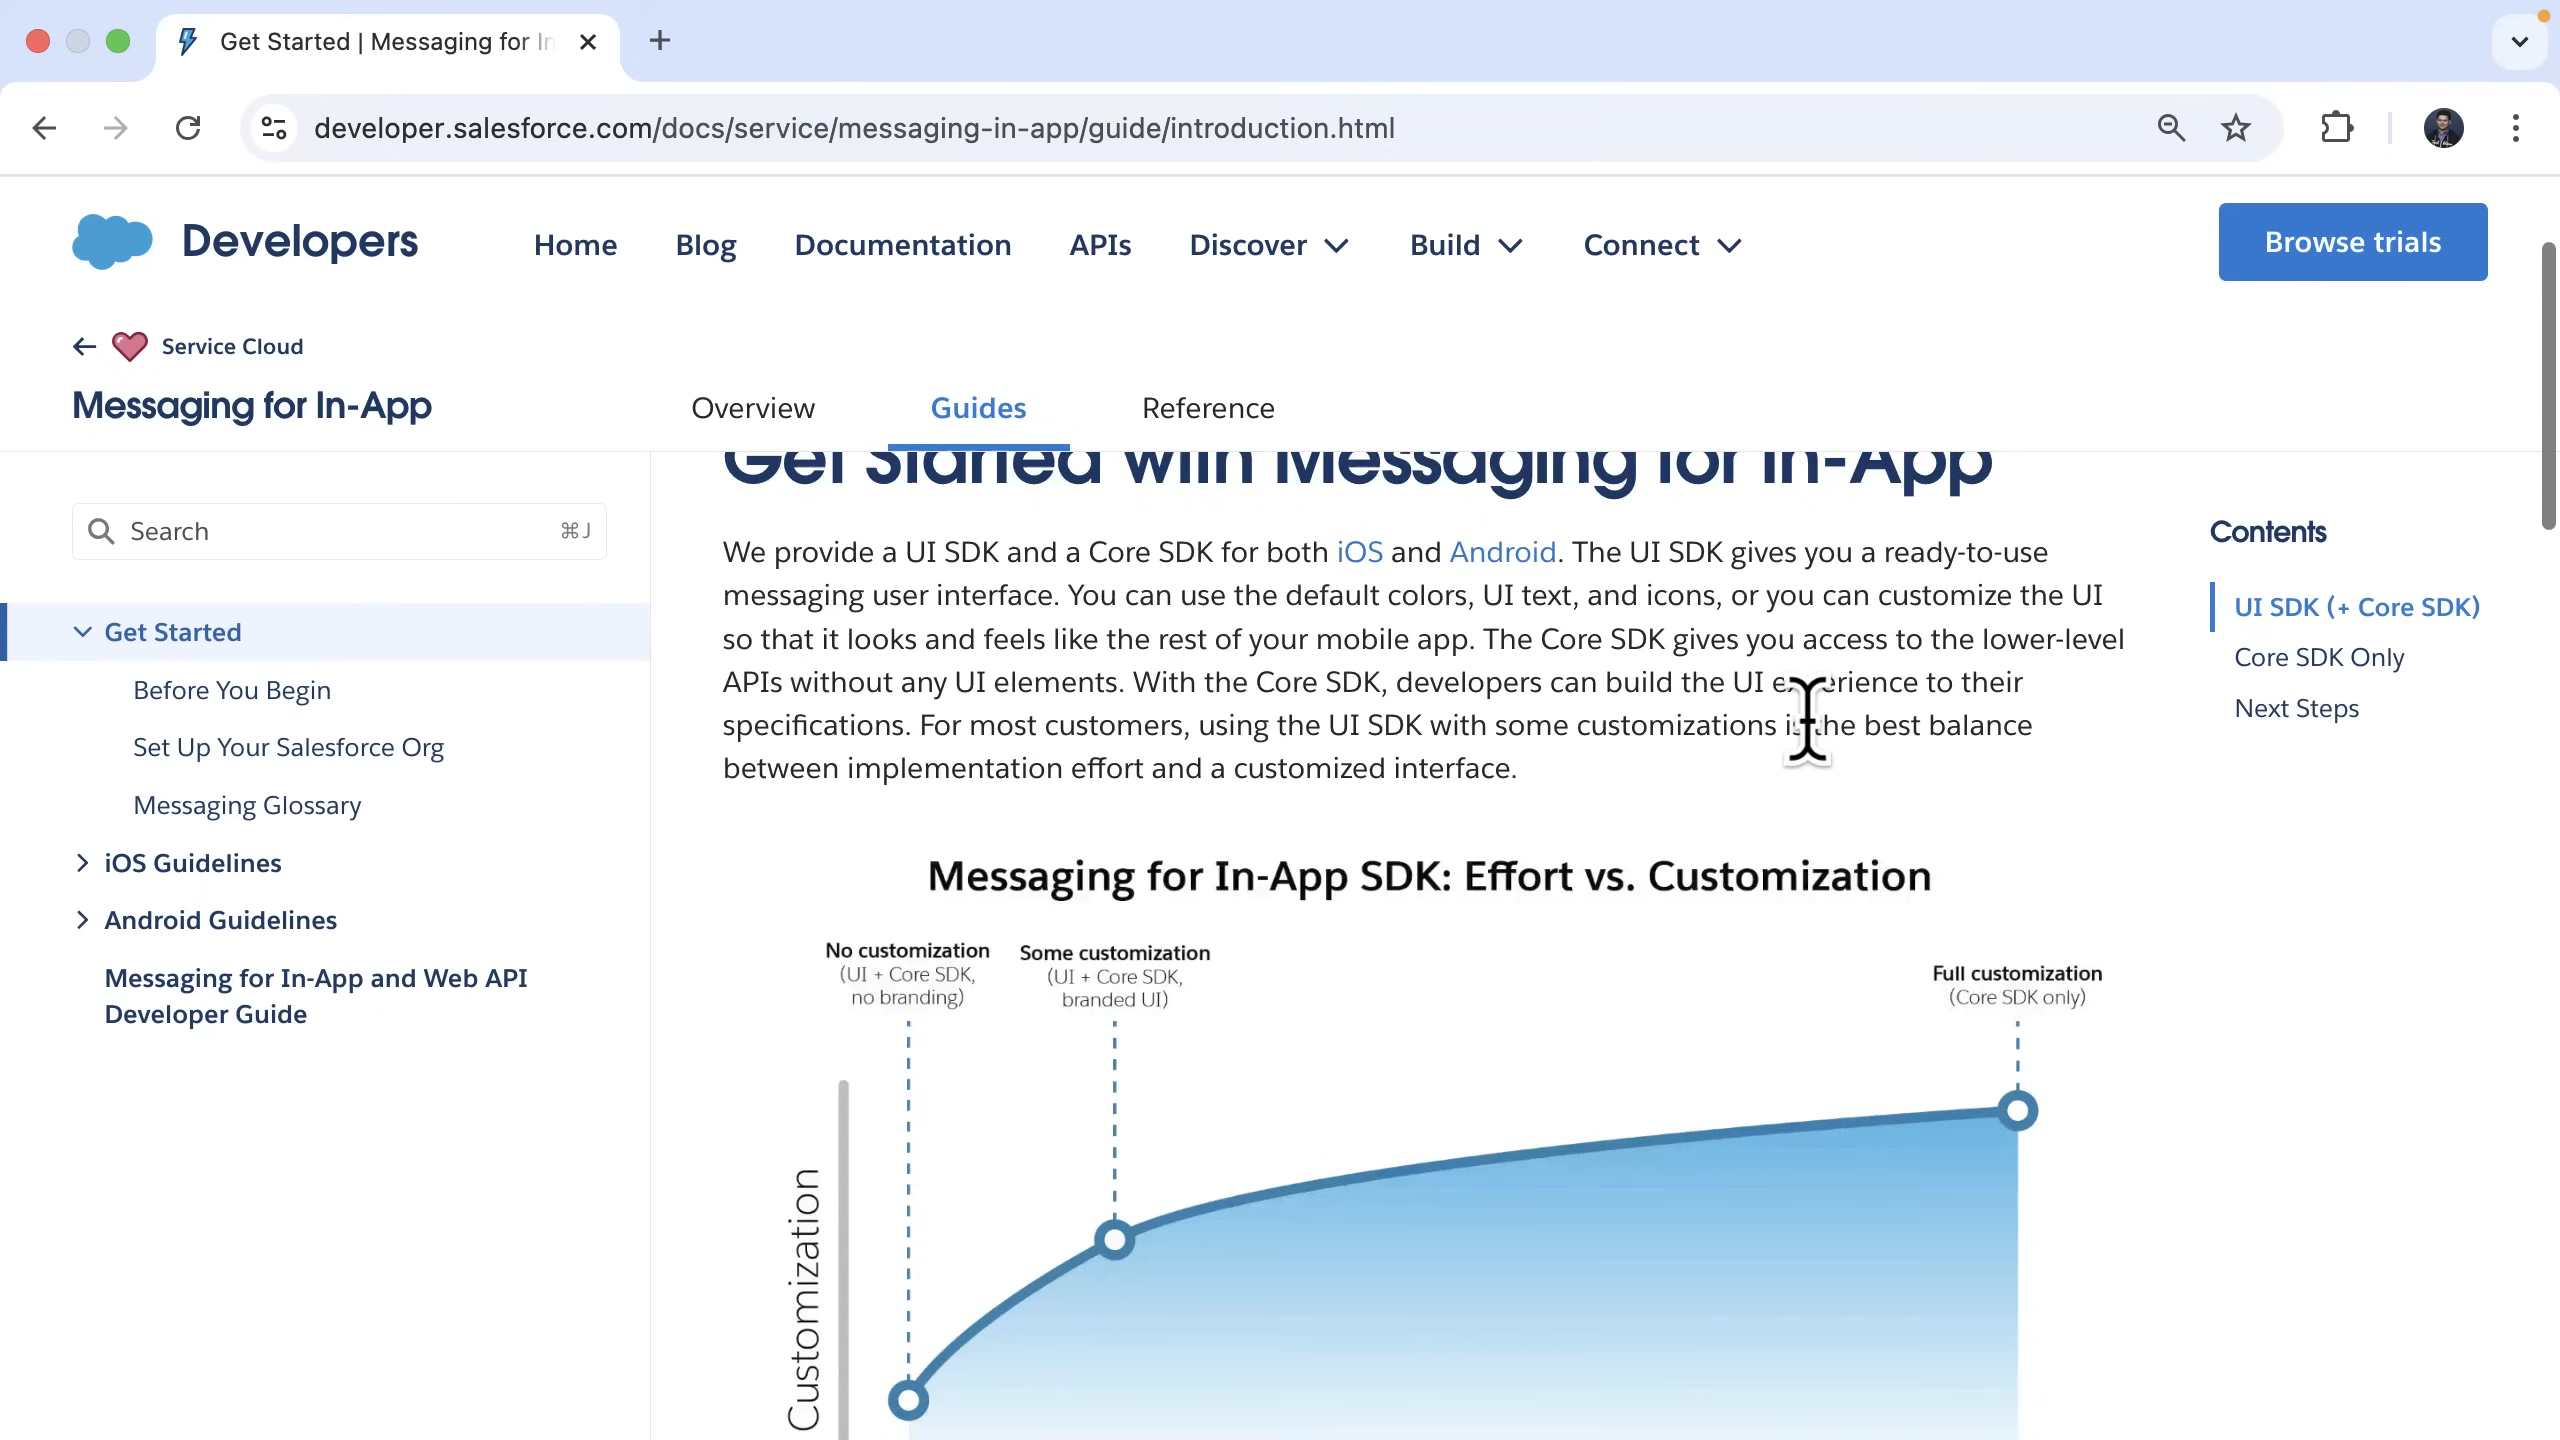 Get Started | Messaging for In
developer.salesforce.com/docs/service/messaging-in-app/guide/introduction.html
Developers
Home
Blog
Documentation
APIs
Discover
Build
Connect
Browse trials
Service Cloud
Messaging for In-App
Overview
Guides
Reference
Search
⌘J
Get Started
Before You Begin
Set Up Your Salesforce Org
Messaging Glossary
iOS Guidelines
Android Guidelines
Messaging for In-App and Web API
Developer Guide
Get Started with Messaging for In-App
We provide a UI SDK and a Core SDK for both iOS and Android. The UI SDK gives you a ready-to-use
messaging user interface. You can use the default colors, UI text, and icons, or you can customize the UI
so that it looks and feels like the rest of your mobile app. The Core SDK gives you access to the lower-level
APIs without any UI elements. With the Core SDK, developers can build the UI experience to their
specifications. For most customers, using the UI SDK with some customizations is the best balance
between implementation effort and a customized interface.
Messaging for In-App SDK: Effort vs. Customization
No customization
(UI + Core SDK,
no branding)
Some customization
(UI + Core SDK,
branded UI)
Full customization
(Core SDK only)
Customization
Contents
UI SDK (+ Core SDK)
Core SDK Only
Next Steps